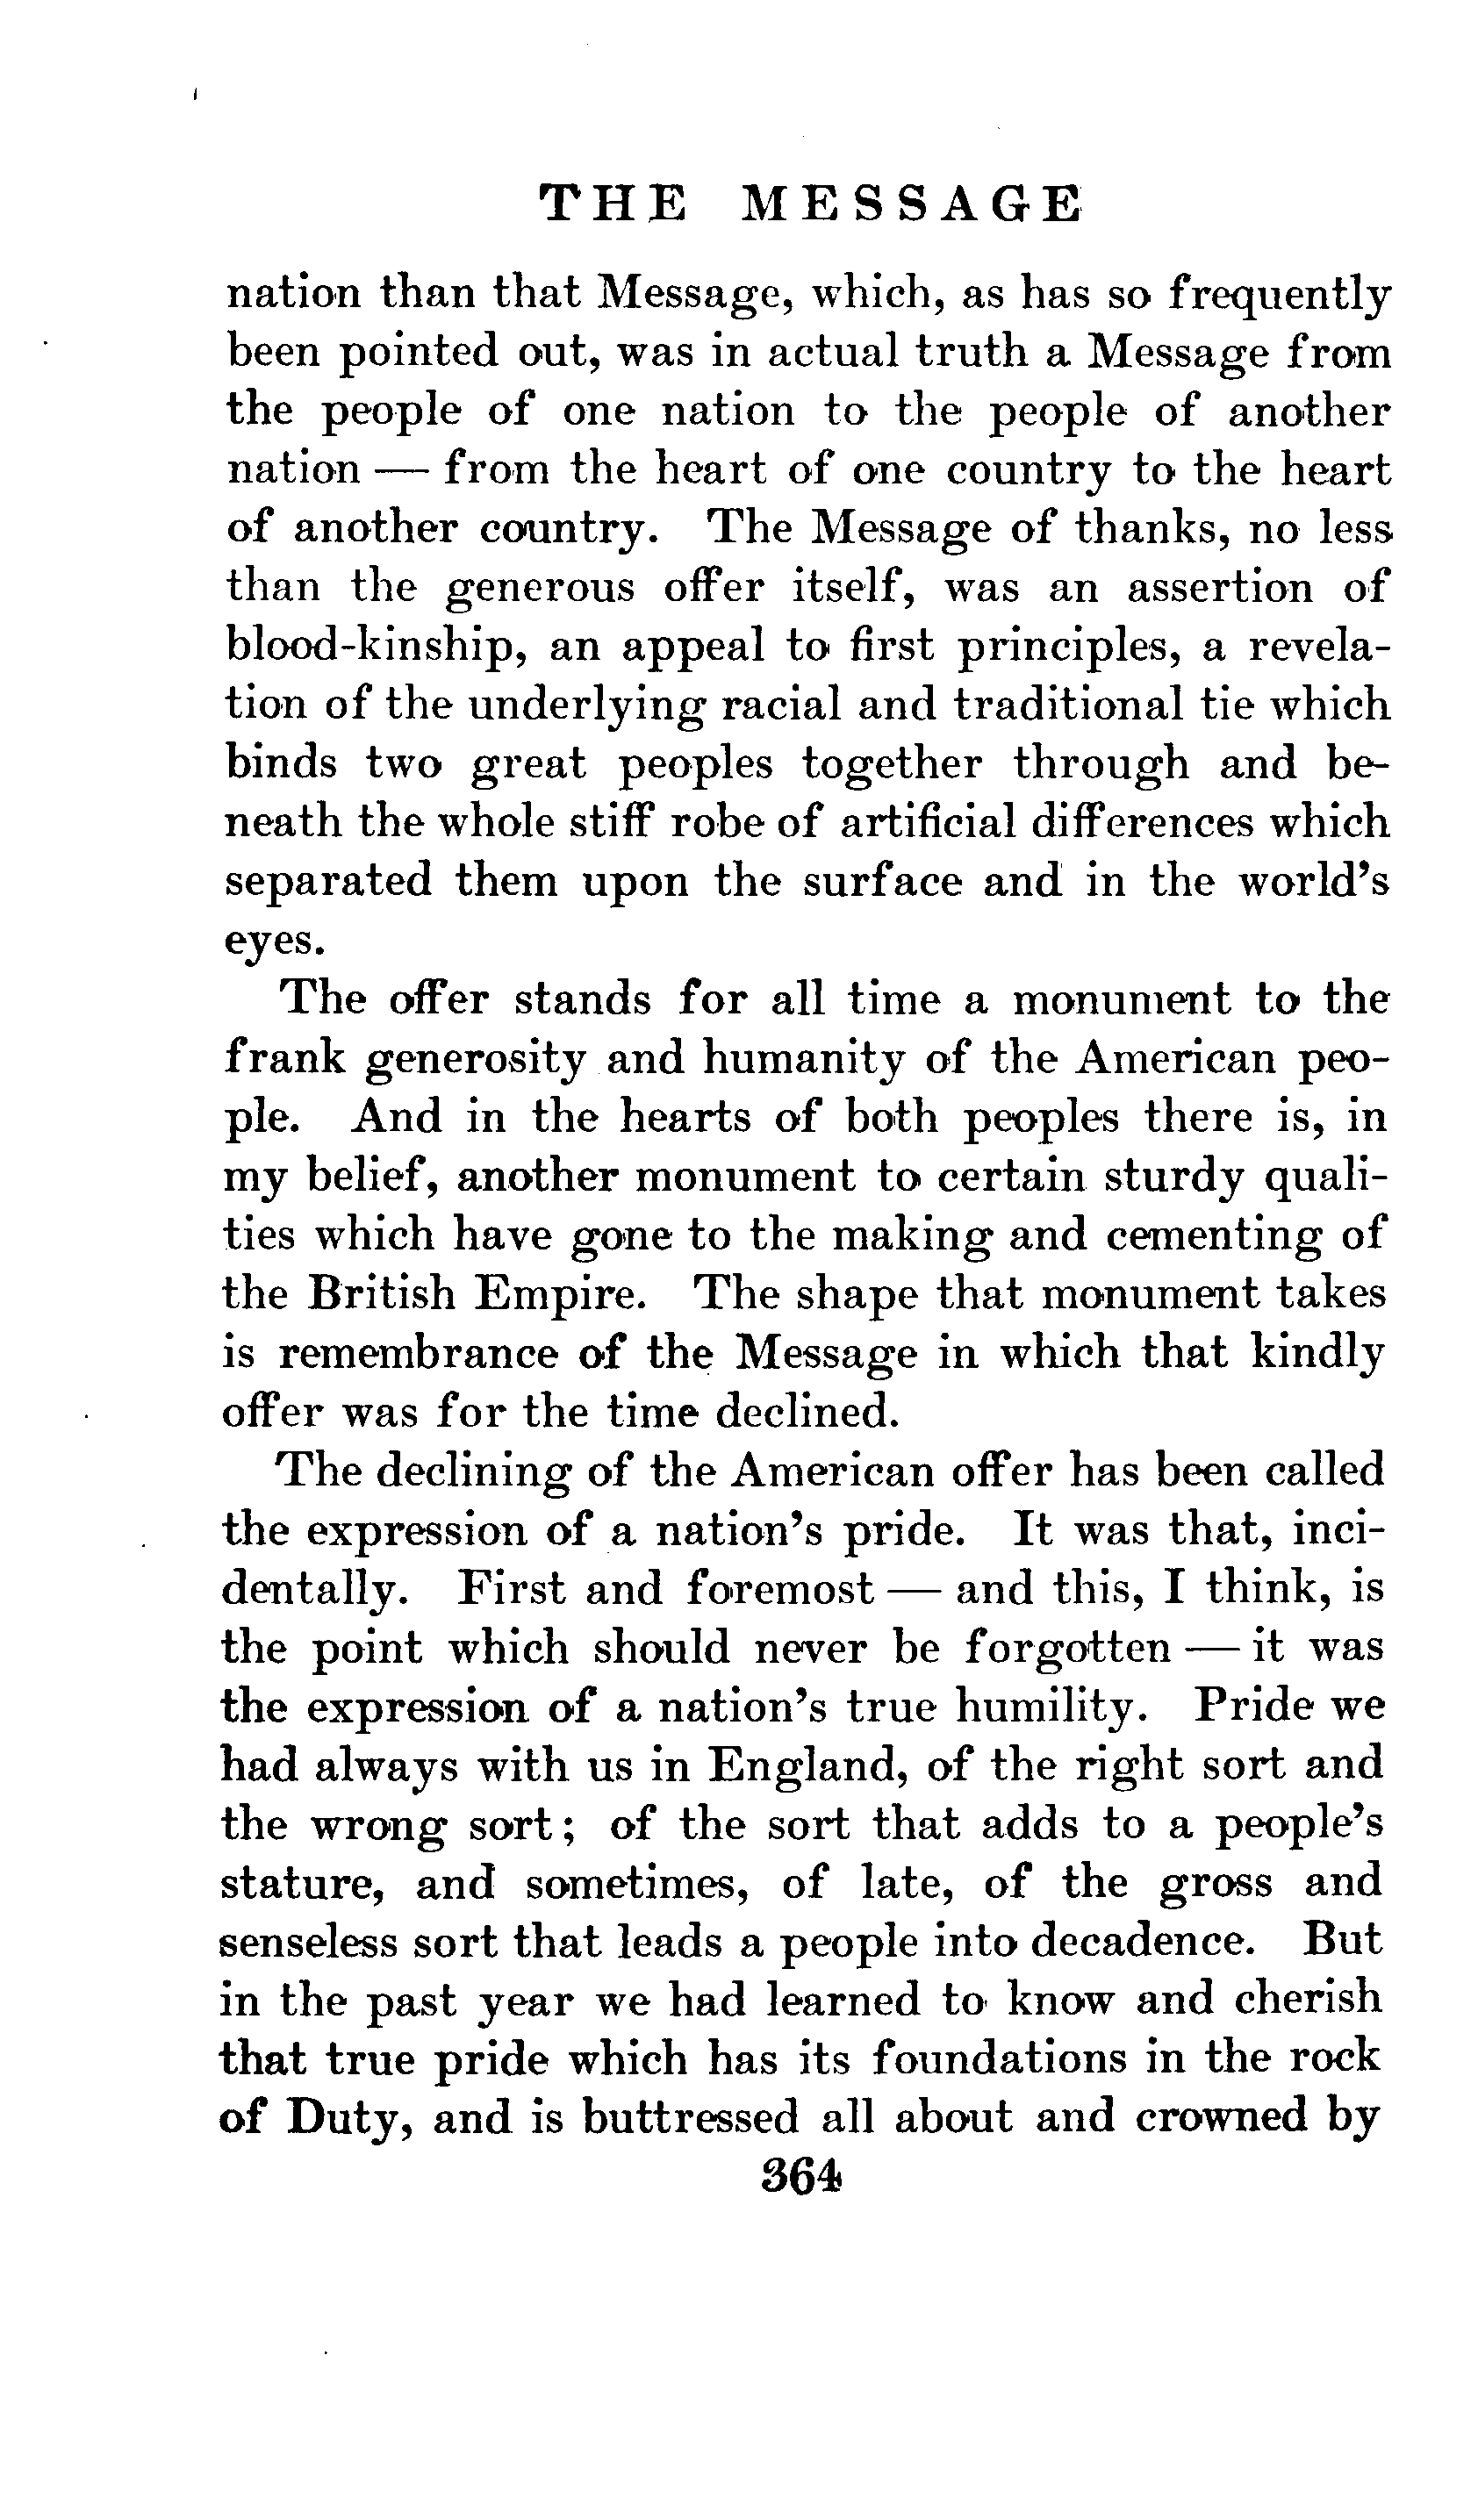 THE MESSAGE
nation than that Message, which, as has so frequently
been pointed out, was in actual truth a Message from
the people of one nation to the people of another
nation — from the heart of one country to the heart
of another country. The Message of thanks, no less
than the generous offer itself, was an assertion of
blood-kinship, an appeal to first principles, a revela-
tion of the underlying racial and traditional tie which
binds two great peoples together through and be-
neath the whole stiff robe of artificial differences which
separated them upon the surface and in the world's
eyes.
The offer stands for all time a monument to the
frank generosity and humanity of the American peo-
ple. And in the hearts of both peoples there is, in
my belief, another monument to certain sturdy quali-
ties which have gone to the making and cementing of
the British Empire. The shape that monument takes
is remembrance of the Message in which that kindly
offer was for the time declined.
The declining of the American offer has been called
the expression of a nation's pride. It was that, inci-
dentally. First and foremost — and this, I think, is
the point which should never be forgotten — it was
the expression of a nation's true humility. Pride we
had always with us in England, of the right sort and
the wrong sort; of the sort that adds to a people's
stature, and sometimes, of late, of the gross and
senseless sort that leads a people into decadence. But
in the past year we had learned to know and cherish
that true pride which has its foundations in the rock
of Duty, and is buttressed all about and crowned by
364